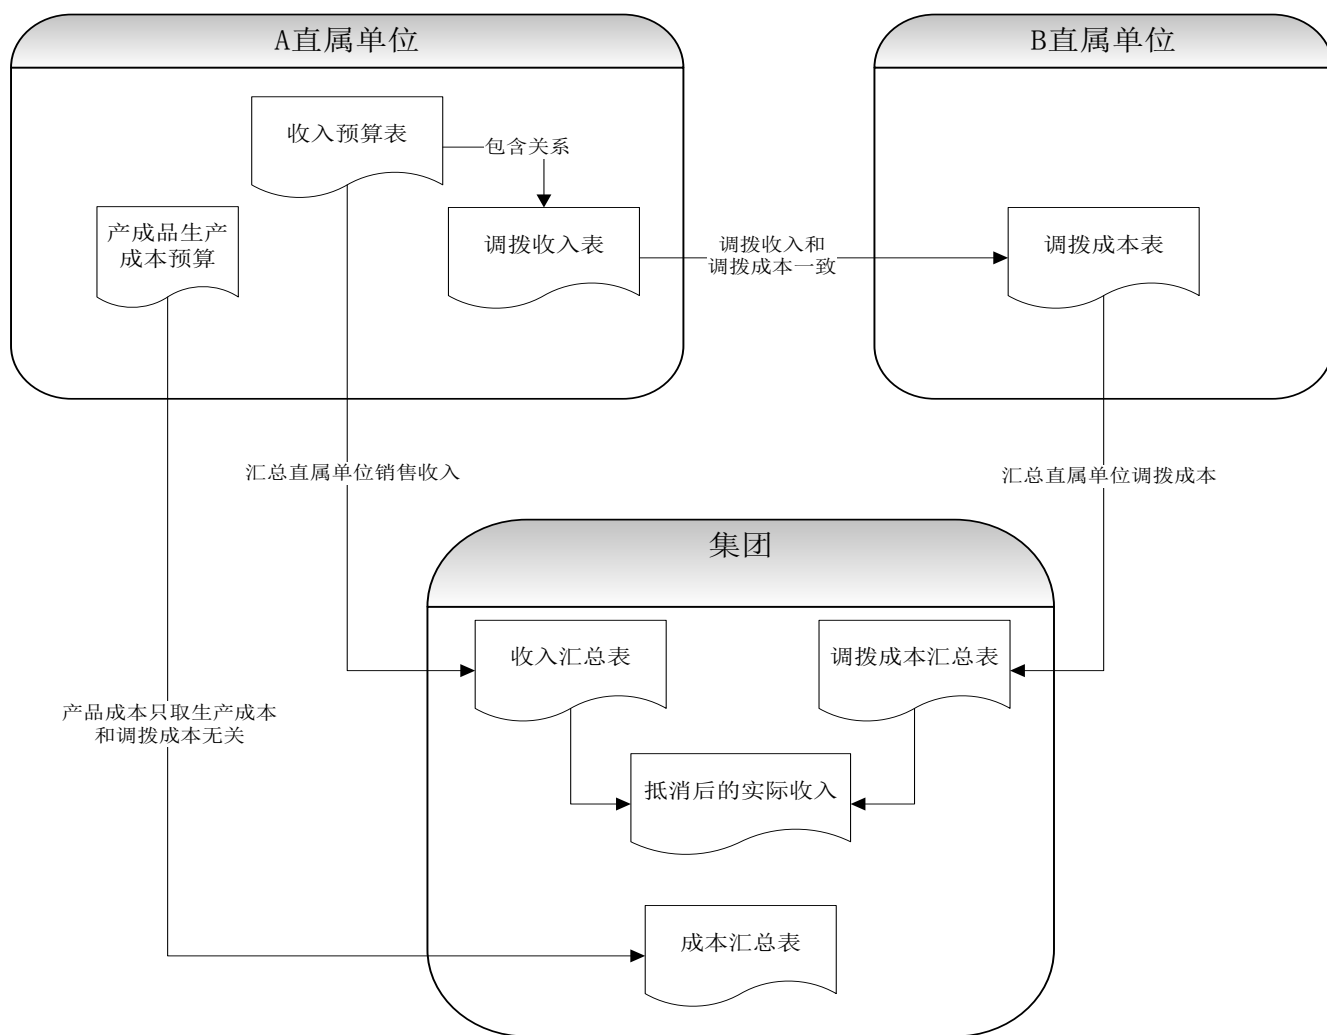 A直属单位
B直属单位
收入预算表
包含关系
产成品生产
成本预算
调拨收入表
调拨收入和
调拨成本一致
调拨成本表
汇总直属单位销售收入
汇总直属单位调拨成本
集团
收入汇总表
调拨成本汇总表
产品成本只取生产成本
和调拨成本无关
抵消后的实际收入
成本汇总表